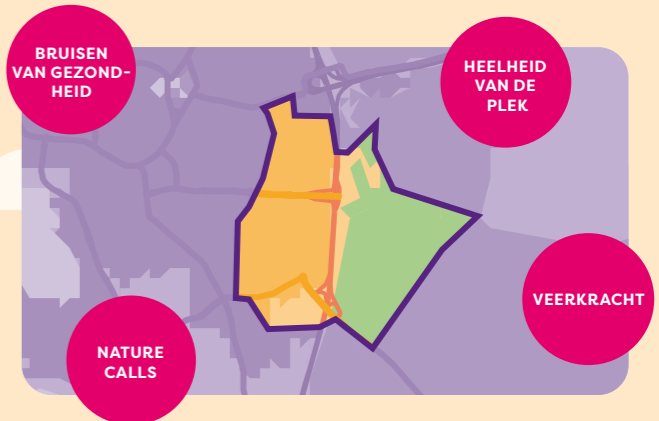 BRUISEN
VAN GEZOND-
HEID
HEELHEID
VAN DE
PLEK
VEERKRACHT
NATURE
CALLS